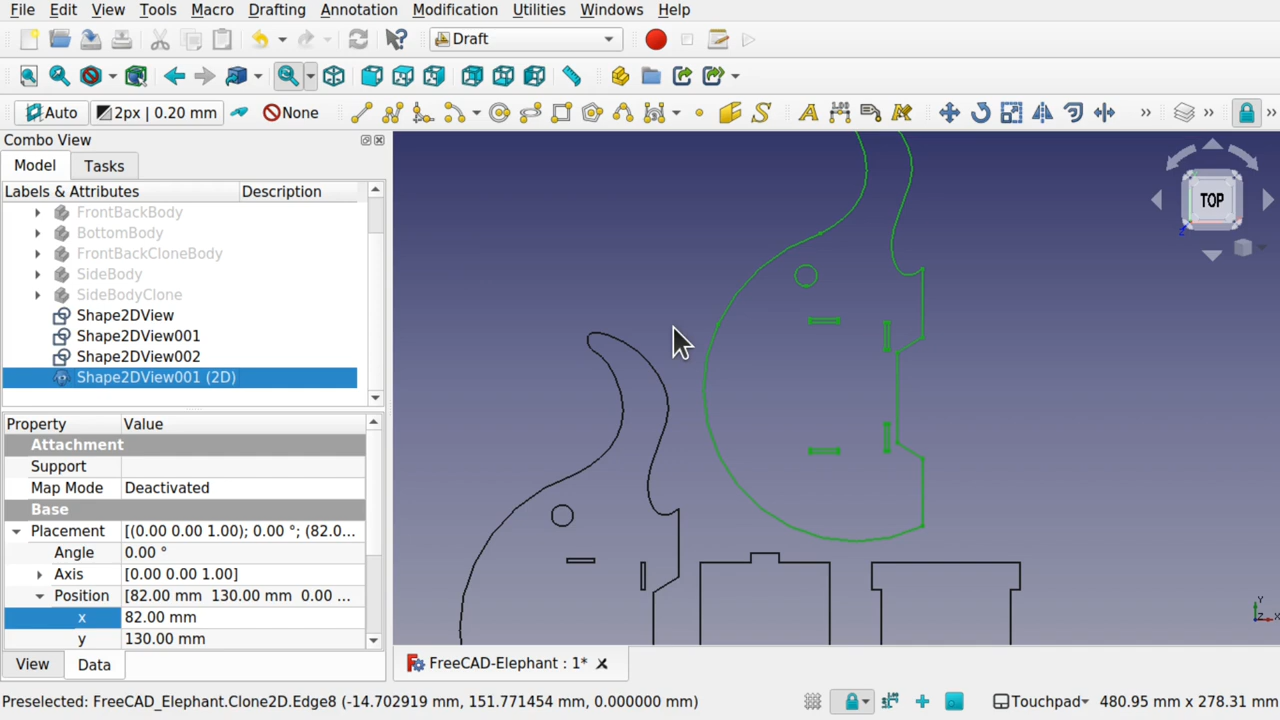 File Edit View Tools Macro Drafting Annotation Modification Utilities Windows Help
Draft
Auto 2px | 0.20 mm None
Combo View
Model Tasks
Labels & Attributes Description
FrontBackBody
BottomBody
FrontBackCloneBody
SideBody
SideBodyClone
Shape2DView
Shape2DView001
Shape2DView002
Shape2DView001 (2D)
Property Value
Attachment
Support
Map Mode Deactivated
Base
Placement [(0.00 0.00 1.00); 0.00 °; (82.0...
Angle 0.00 °
Axis [0.00 0.00 1.00]
Position [82.00 mm 130.00 mm 0.00 ...
x 82.00 mm
y 130.00 mm
View Data
TOP
Z
Y
Z X
FreeCAD-Elephant : 1*
Preselected: FreeCAD_Elephant.Clone2D.Edge8 (-14.702919 mm, 151.771454 mm, 0.000000 mm)
Touchpad 480.95 mm x 278.31 mm